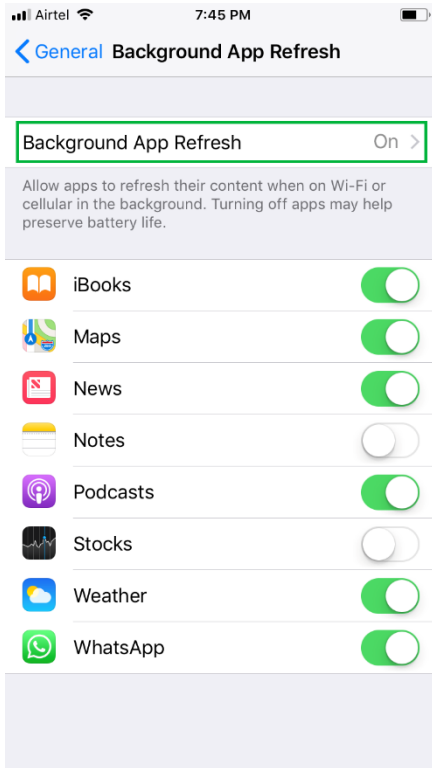 Airtel 7:45 PM
General Background App Refresh
Background App Refresh On
Allow apps to refresh their content when on Wi-Fi or
cellular in the background. Turning off apps may help
preserve battery life.
iBooks
Maps
News
Notes
Podcasts
Stocks
Weather
WhatsApp